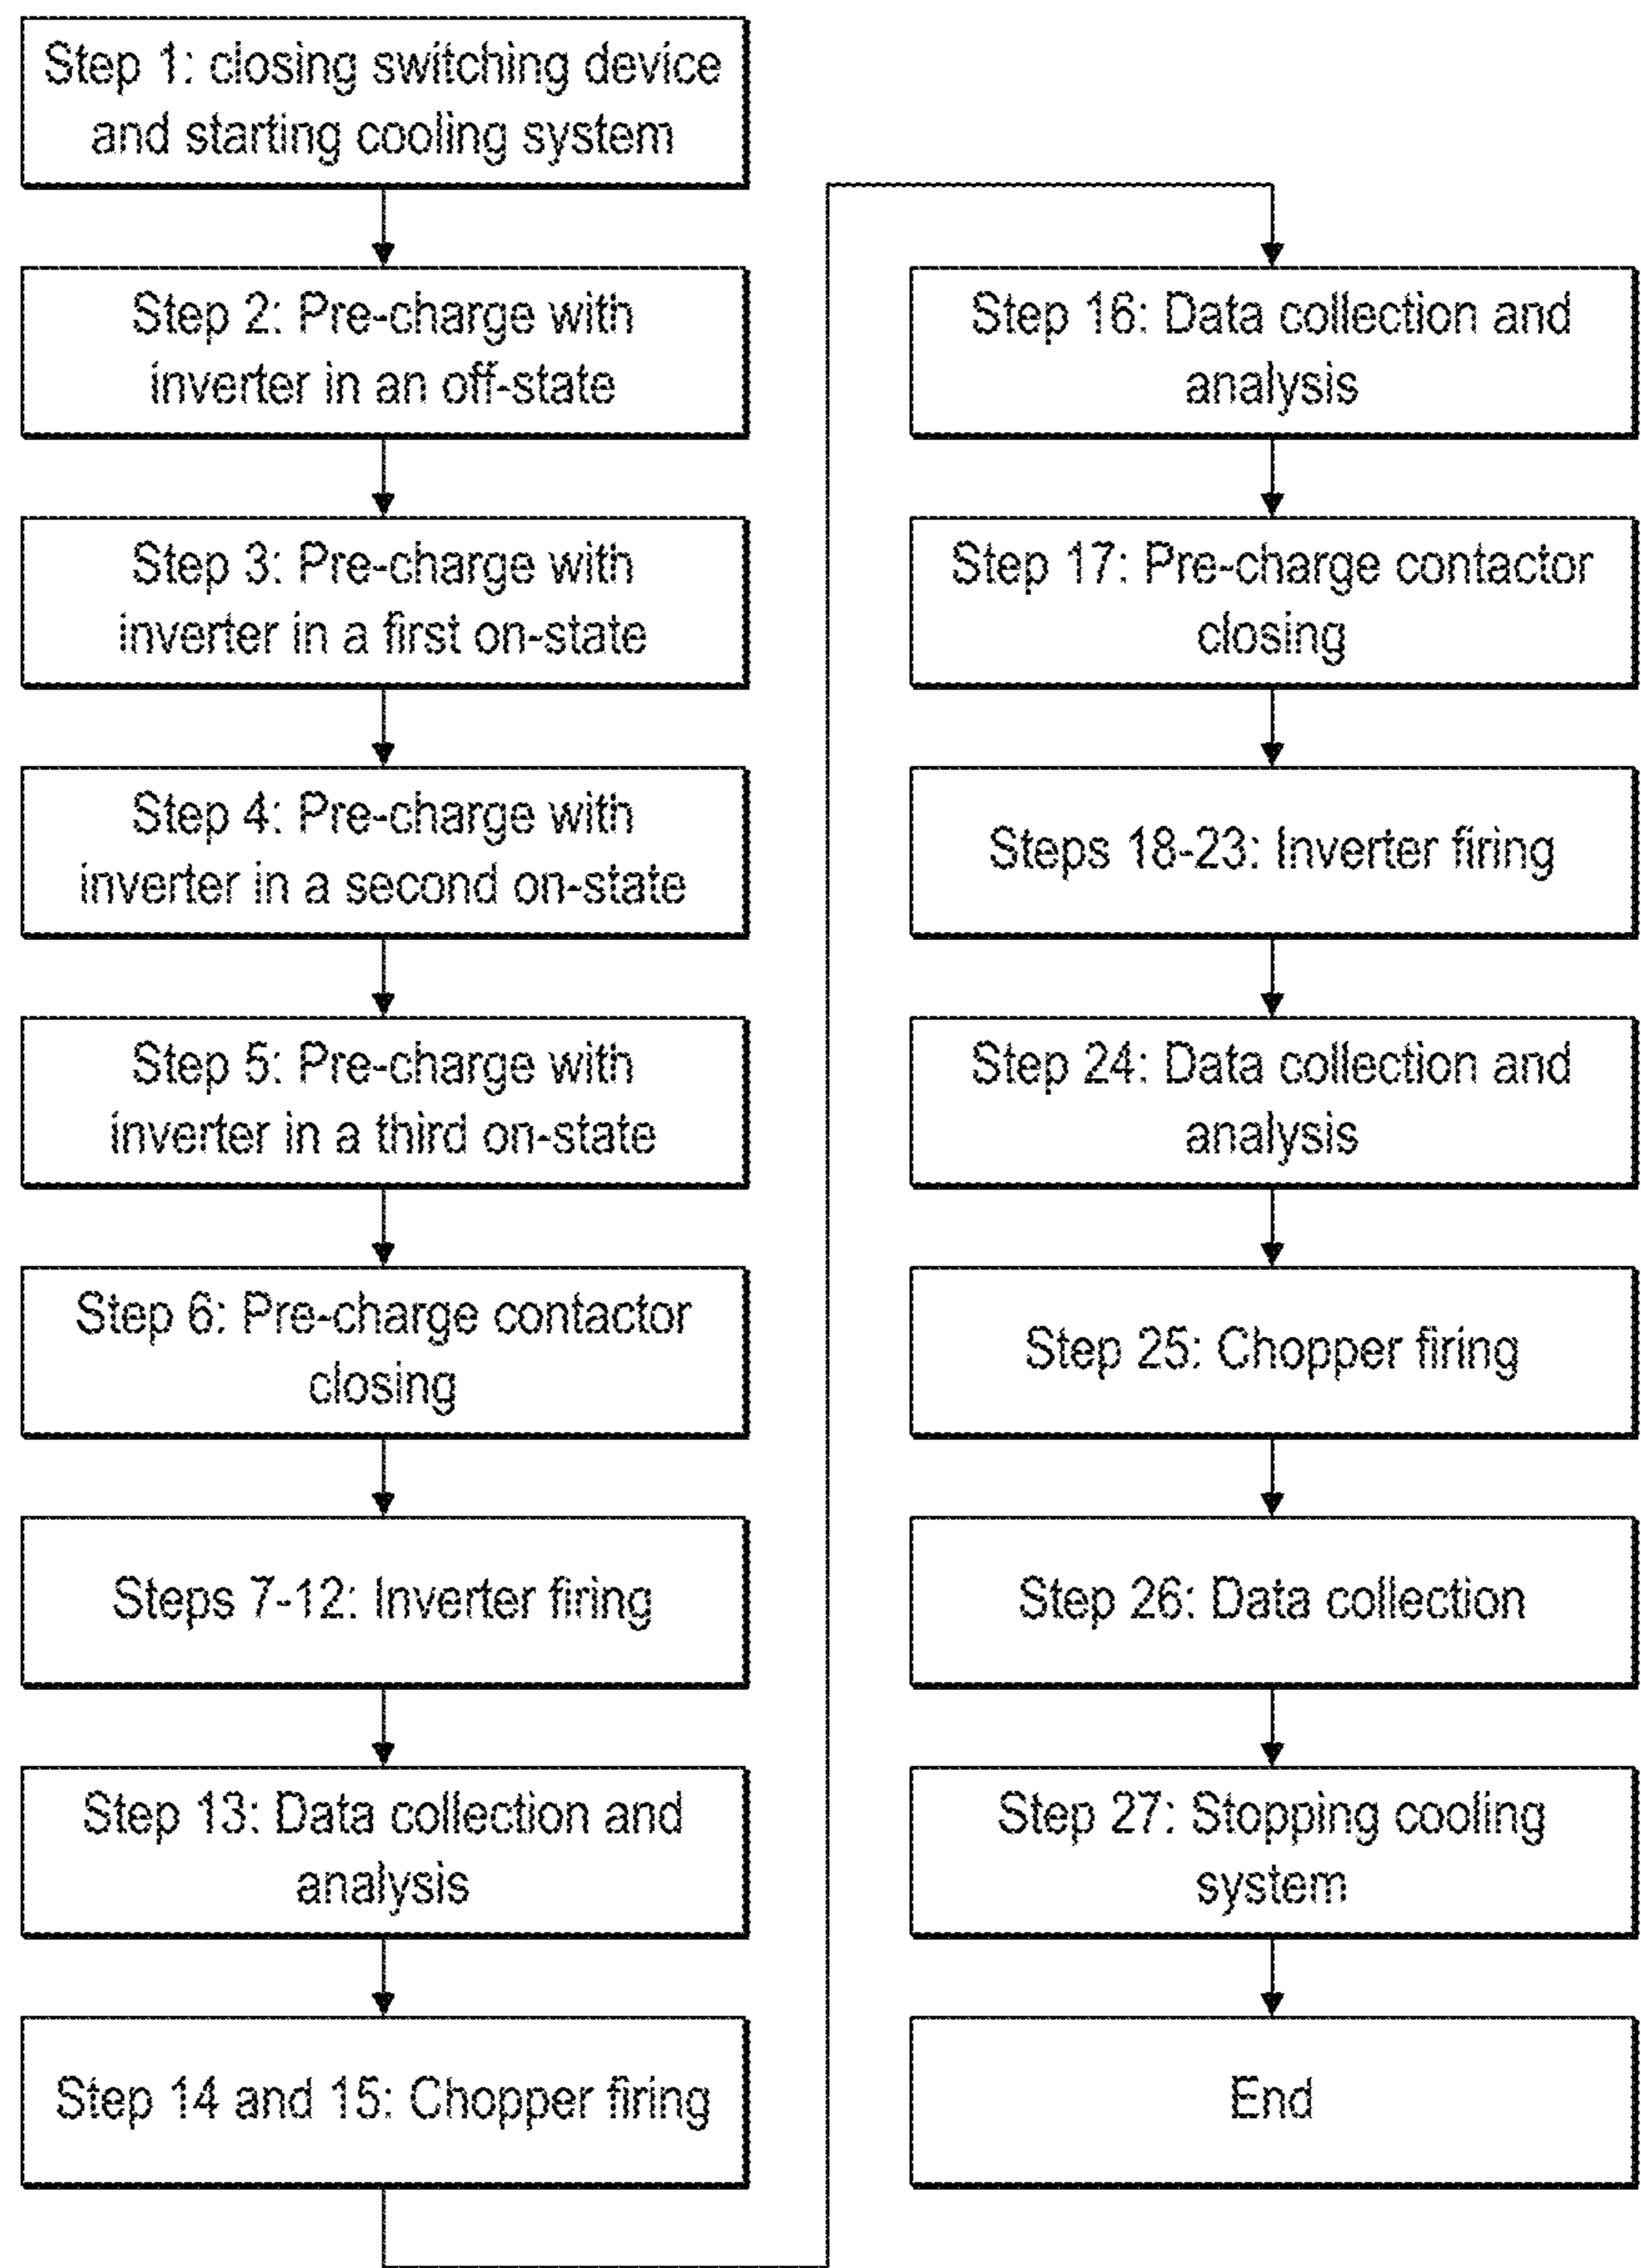 Step 1: closing switching device
and starting cooling system
Step 2: Pre-charge with
inverter in an off-state
Step 3: Pre-charge with
inverter in a first on-state
Step 4: Pre-charge with
inverter in a second on-state
Step 5: Pre-charge with
inverter in a third on-state
Step 6: Pre-charge contactor
closing
Steps 7-12: Inverter firing
Step 13: Data collection and
analysis
Step 14 and 15: Chopper firing
Step 16: Data collection and
analysis
Step 17: Pre-charge contactor
closing
Steps 18-23: Inverter firing
Step 24: Data collection and
analysis
Step 25: Chopper firing
Step 26: Data collection
Step 27: Stopping cooling
system
End